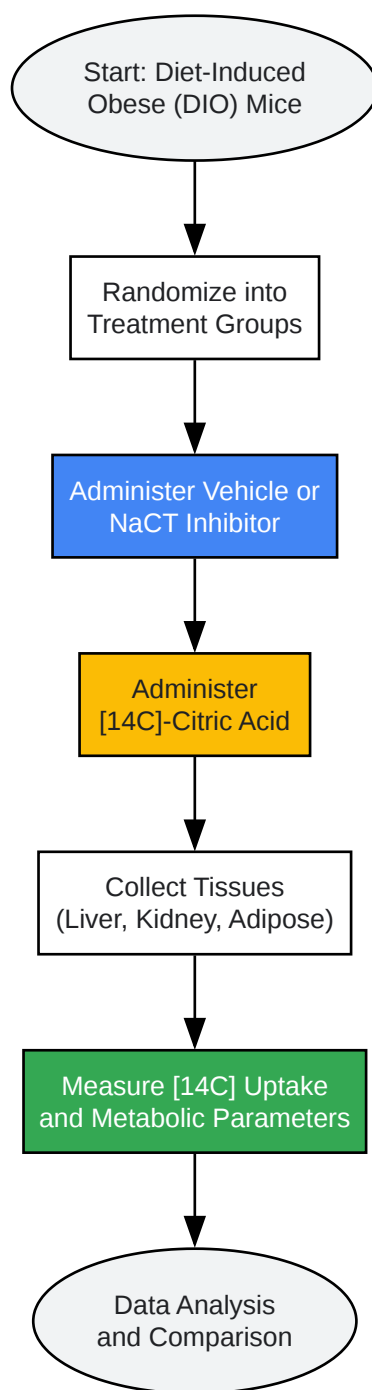 Start: Diet-Induced
Obese (DIO) Mice
Randomize into
Treatment Groups
Administer Vehicle or
NaCT Inhibitor
Administer
[14C]-Citric Acid
Collect Tissues
(Liver, Kidney, Adipose)
Measure [14C] Uptake
and Metabolic Parameters
Data Analysis
and Comparison